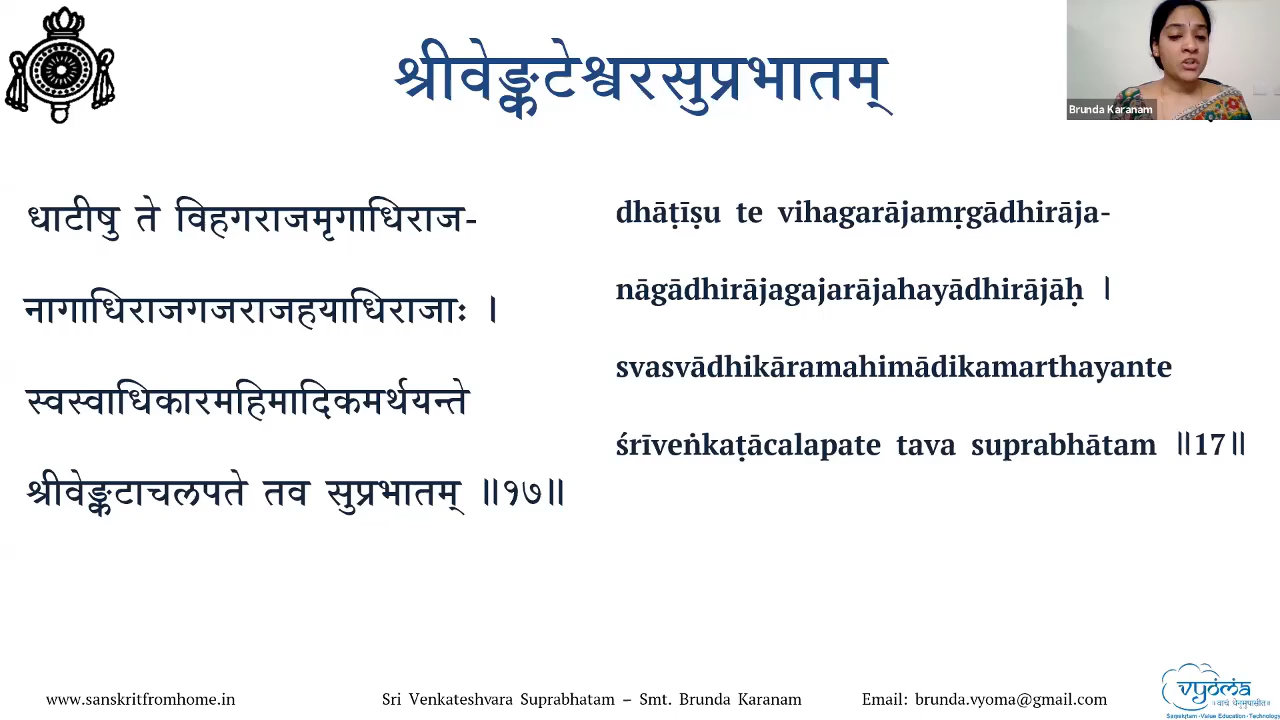 श्रीवेङ्कटेश्वरसुप्रभातम्
Brunda Karanam
धाटीषु ते विहगराजमृगाधिराज-
नागाधिराजगजराजहयाधिराजाः ।
स्वस्वाधिकारमहिमादिकमर्थयन्ते
श्रीवेङ्कटाचलपते तव सुप्रभातम् ॥१७॥
dhāṭīṣu te vihagarājamṛgādhirāja-
nāgādhirājagajarājahayādhirājāḥ ।
svasvādhikāramahimādikamarthayante
śrīveṅkaṭācalapate tava suprabhātam ॥17॥
www.sanskritfromhome.in
Sri Venkateshvara Suprabhatam – Smt. Brunda Karanam
Email: brunda.vyoma@gmail.com
vyoma
॥ वाचं धेनुमुपासीत ॥
Samskrtam - Value Education - Technology